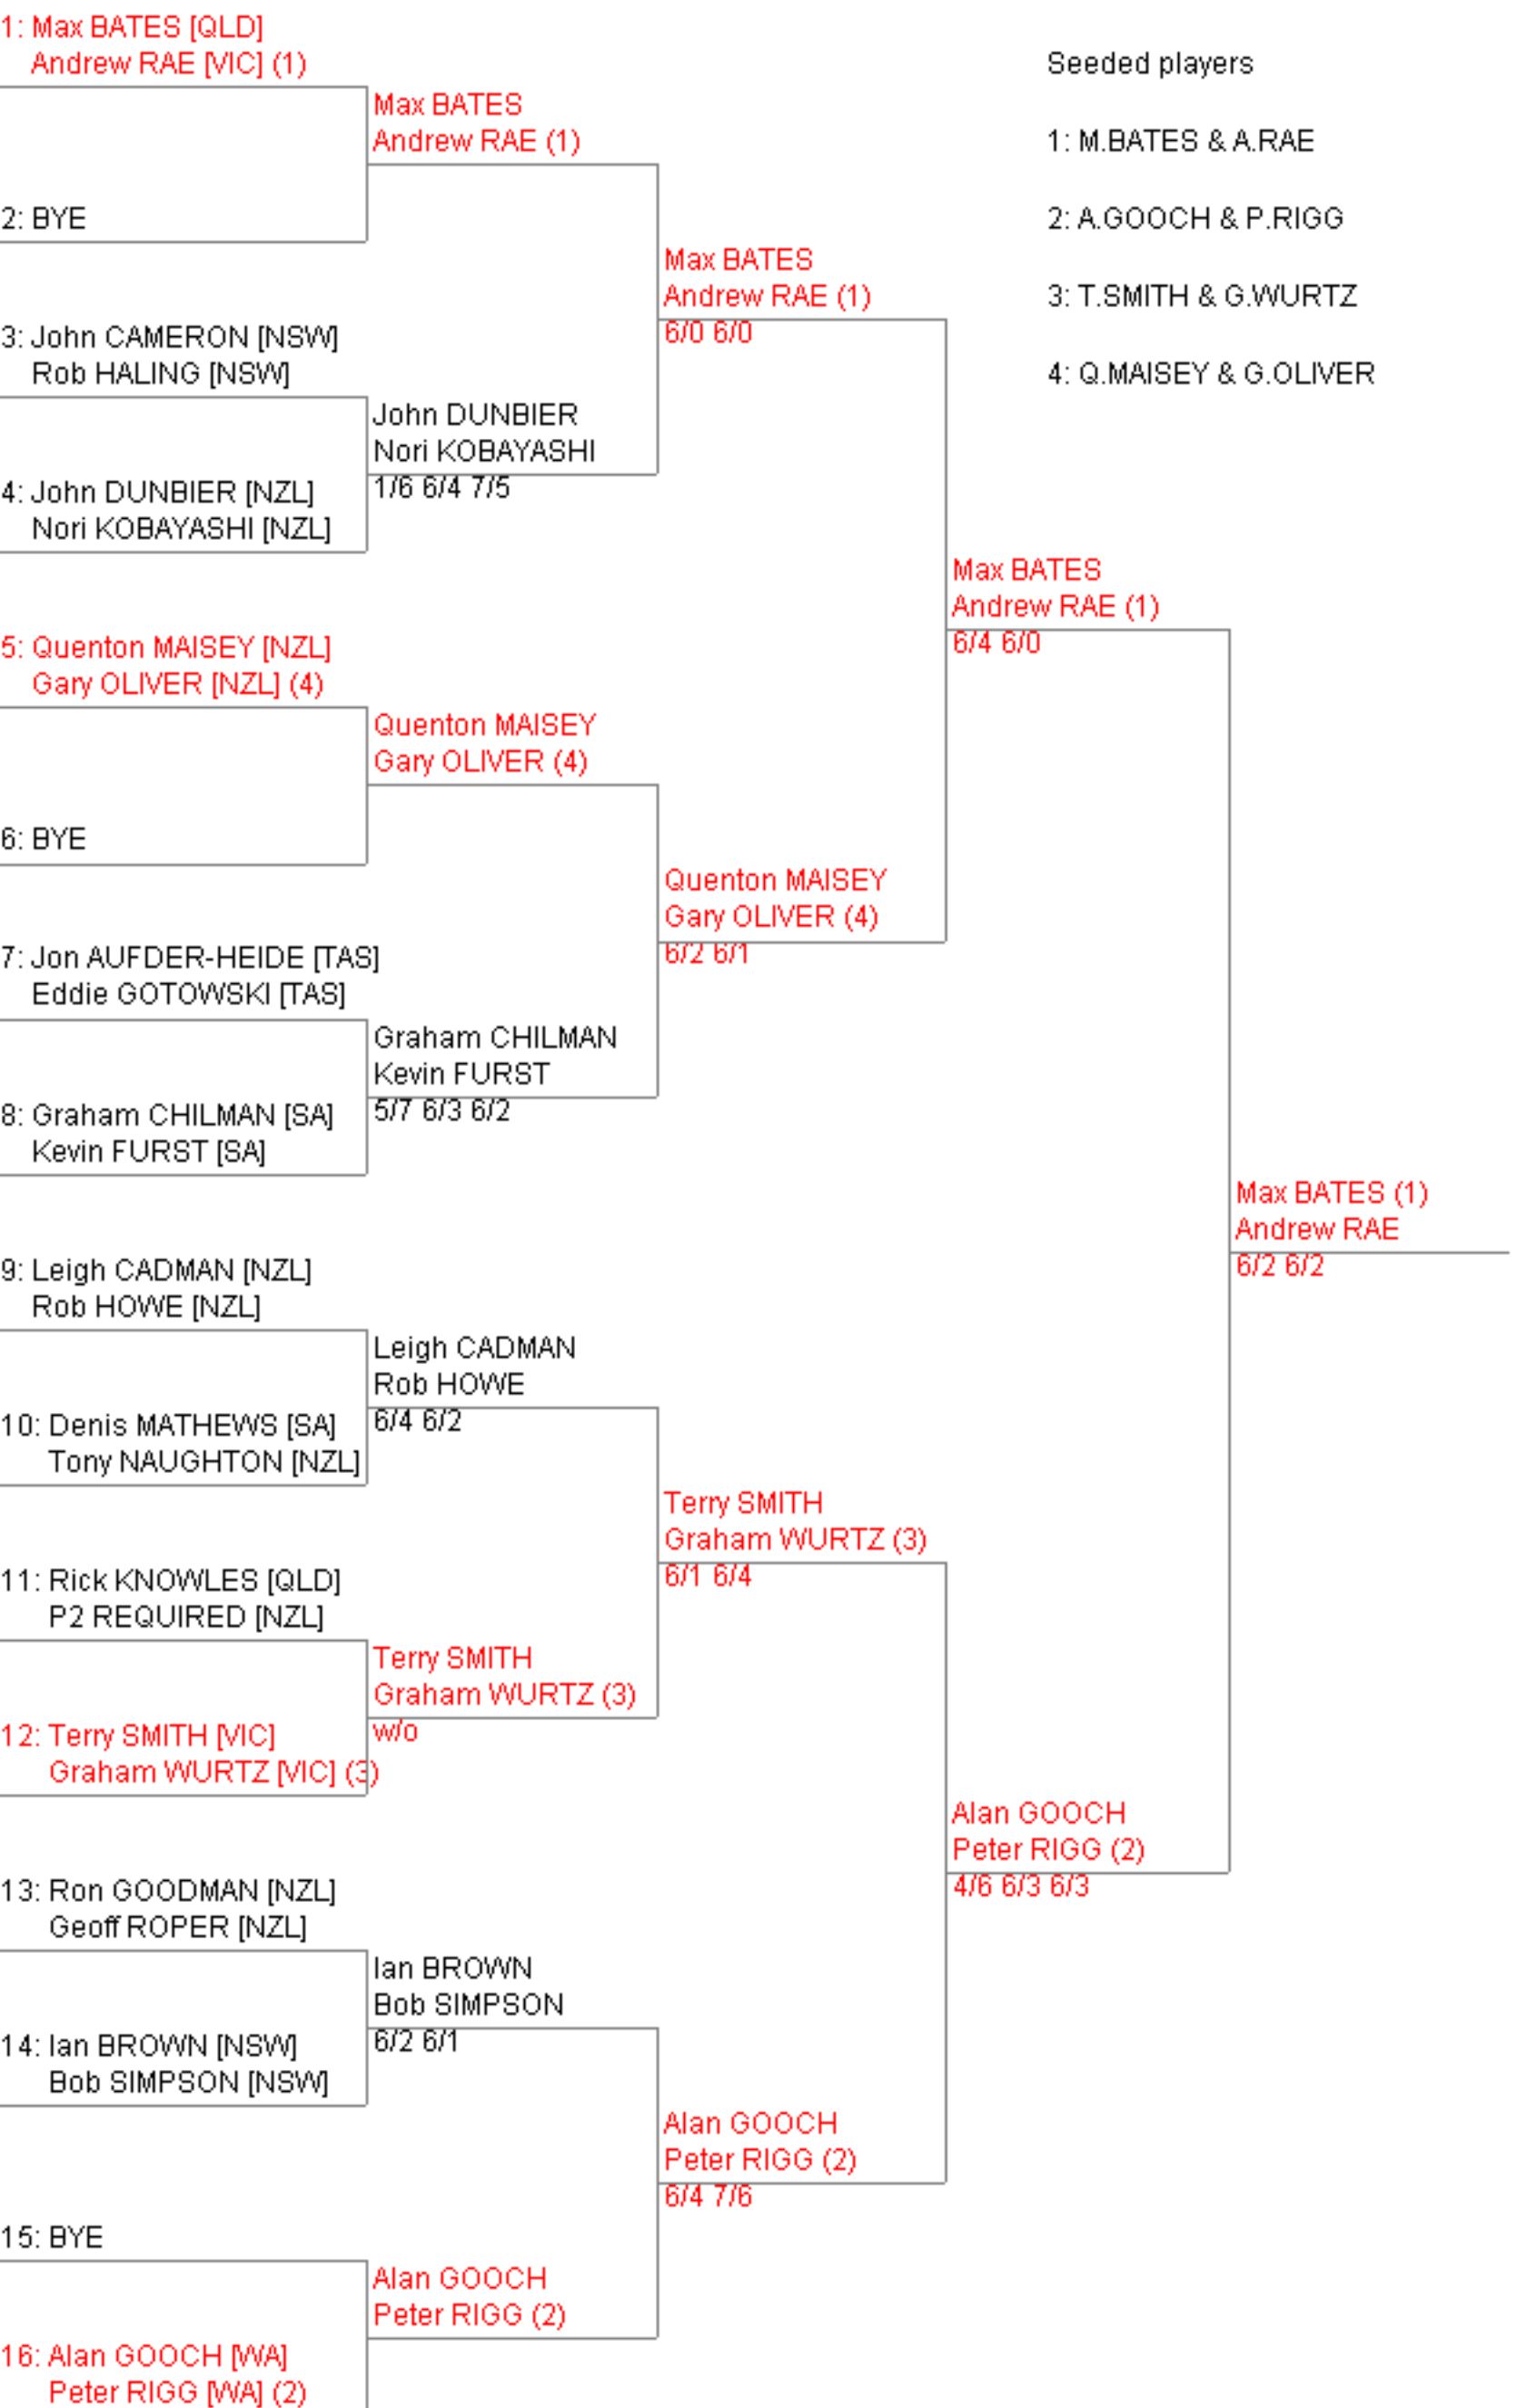 1: Max BATES [QLD]
Andrew RAE [VIC] (1)
Seeded players
Max BATES
Andrew RAE (1)
1: M.BATES & A.RAE
2: BYE
2: A.GOOCH & P.RIGG
Max BATES
Andrew RAE (1)
6/0 6/0
3: T.SMITH & G.WURTZ
3: John CAMERON [NSW]
Rob HALING [NSW]
4: Q.MAISEY & G.OLIVER
John DUNBIER
Nori KOBAYASHI
1/6 6/4 7/5
4: John DUNBIER [NZL]
Nori KOBAYASHI [NZL]
Max BATES
Andrew RAE (1)
6/4 6/0
5: Quenton MAISEY [NZL]
Gary OLIVER [NZL] (4)
Quenton MAISEY
Gary OLIVER (4)
6: BYE
Quenton MAISEY
Gary OLIVER (4)
6/2 6/1
7: Jon AUFDER-HEIDE [TAS]
Eddie GOTOWSKI [TAS]
Graham CHILMAN
Kevin FURST
5/7 6/3 6/2
8: Graham CHILMAN [SA]
Kevin FURST [SA]
Max BATES (1)
Andrew RAE
6/2 6/2
9: Leigh CADMAN [NZL]
Rob HOWE [NZL]
Leigh CADMAN
Rob HOWE
6/4 6/2
10: Denis MATHEWS [SA]
Tony NAUGHTON [NZL]
Terry SMITH
Graham WURTZ (3)
6/1 6/4
11: Rick KNOWLES [QLD]
P2 REQUIRED [NZL]
Terry SMITH
Graham WURTZ (3)
w/o
12: Terry SMITH [VIC]
Graham WURTZ [VIC] (3)
Alan GOOCH
Peter RIGG (2)
4/6 6/3 6/3
13: Ron GOODMAN [NZL]
Geoff ROPER [NZL]
Ian BROWN
Bob SIMPSON
6/2 6/1
14: Ian BROWN [NSW]
Bob SIMPSON [NSW]
Alan GOOCH
Peter RIGG (2)
6/4 7/6
15: BYE
Alan GOOCH
Peter RIGG (2)
16: Alan GOOCH [WA]
Peter RIGG [WA] (2)